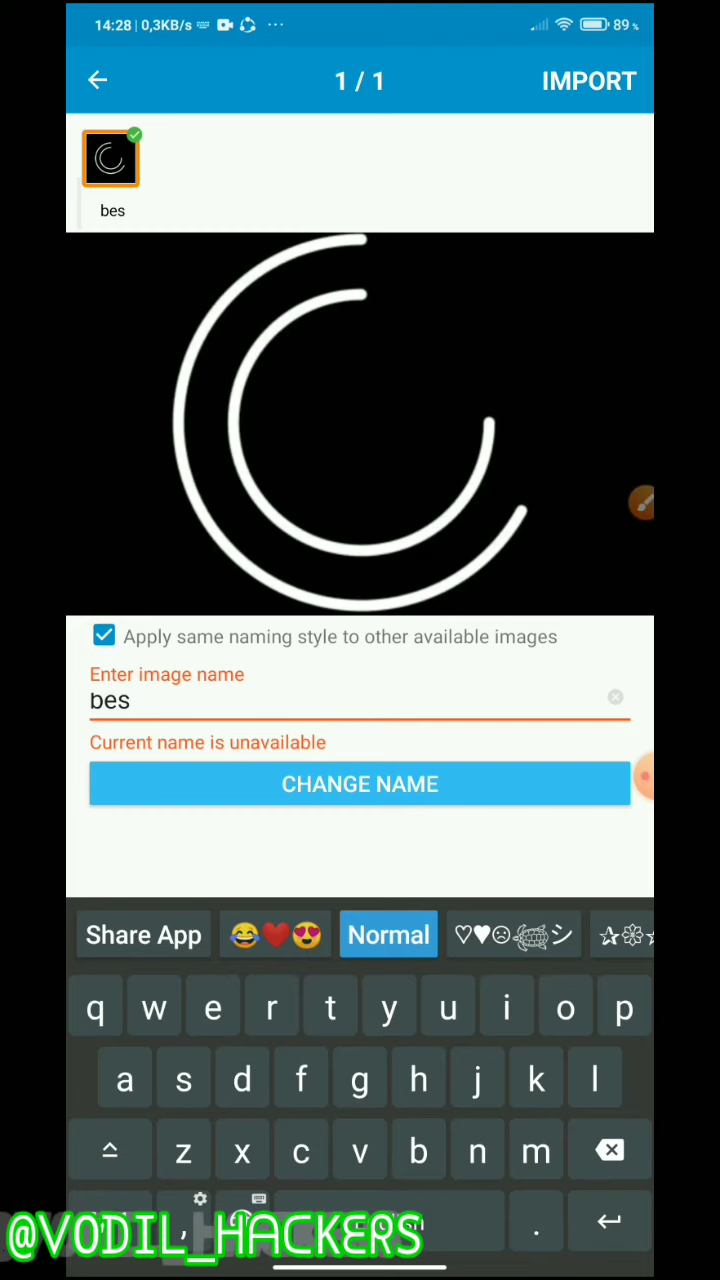 14:28 | 0,3KB/s ... 89 %
1 / 1 IMPORT
bes
Apply same naming style to other available images
Enter image name
bes
Current name is unavailable
CHANGE NAME
Share App 😂❤️😍 Normal ♡♥☹🐢シ
q w e r t y u i o p
a s d f g h j k l
z x c v b n m
, .
@VODIL_HACKERS